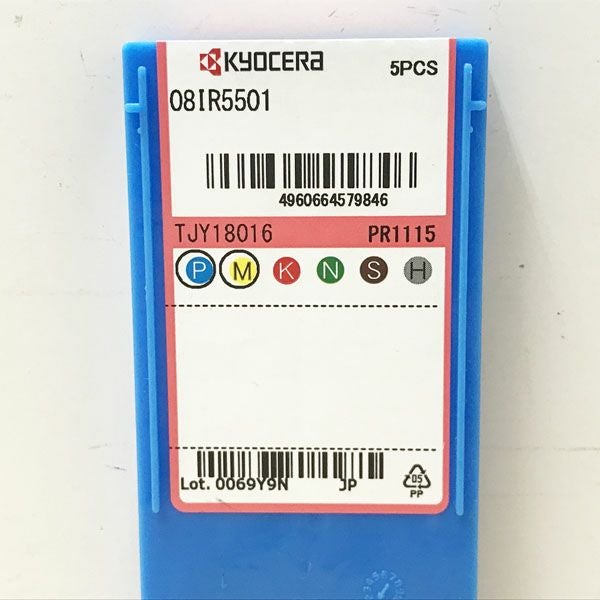 KYOCERA 5PCS
08IR5501
4960664579846
TJY18016 PR1115
P M K N S H
Lot. 0069Y9N JP
05
PP